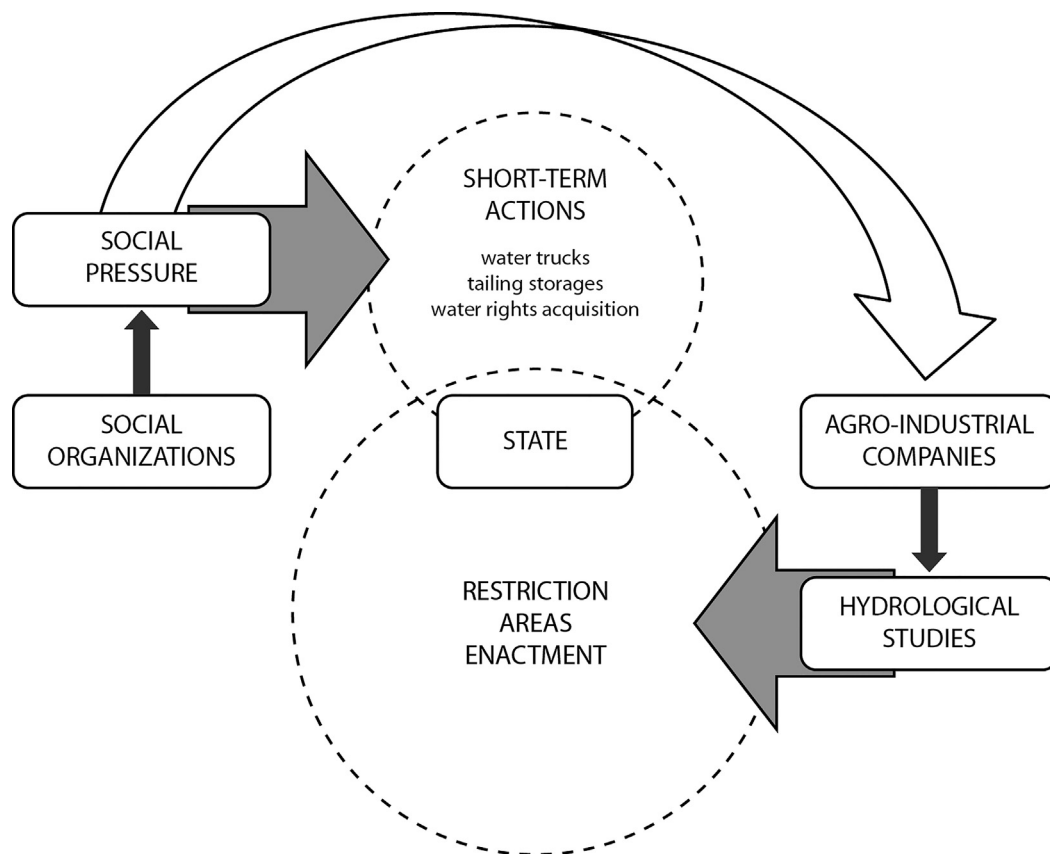 SHORT-TERM
ACTIONS
water trucks
tailing storages
water rights acquisition
SOCIAL
PRESSURE
SOCIAL
ORGANIZATIONS
STATE
AGRO-INDUSTRIAL
COMPANIES
RESTRICTION
AREAS
ENACTMENT
HYDROLOGICAL
STUDIES